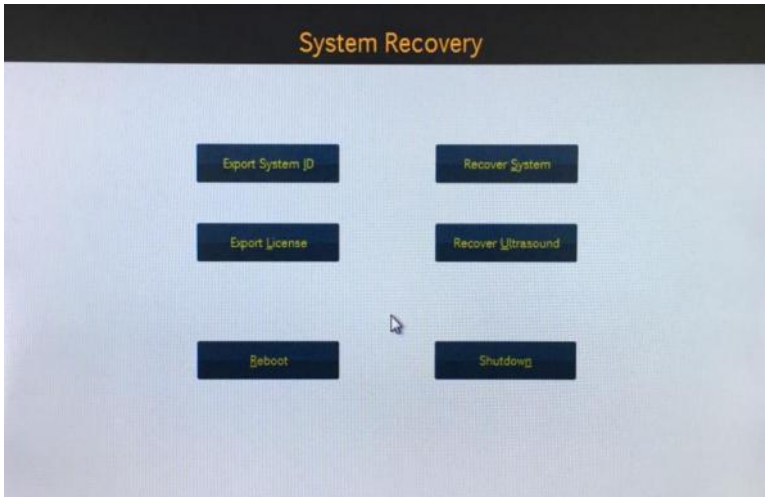 System Recovery
Export System ID
Recover System
Export License
Recover Ultrasound
Reboot
Shutdown